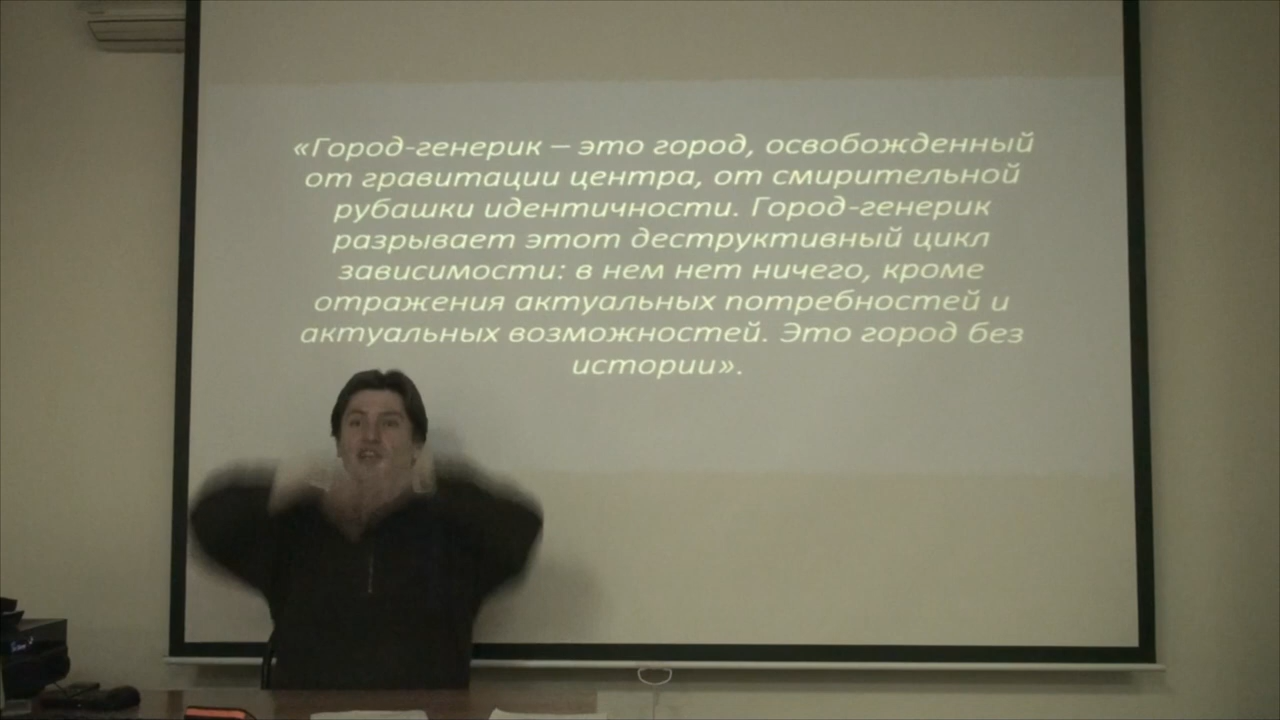 «Город-генерик – это город, освобожденный
от гравитации центра, от смирительной
рубашки идентичности. Город-генерик
разрывает этот деструктивный цикл
зависимости: в нем нет ничего, кроме
отражения актуальных потребностей и
актуальных возможностей. Это город без
истории».